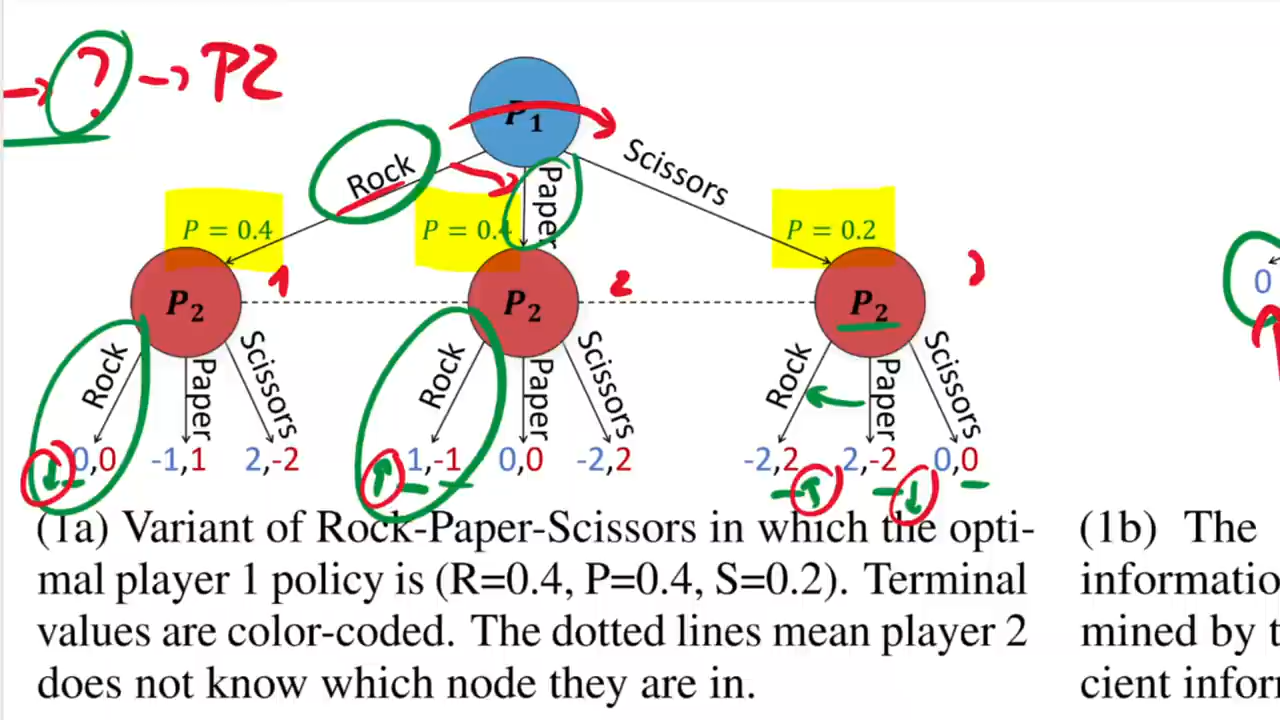 ? → P2
P₁
Rock
Paper
Scissors
P = 0.4
P = 0.4
P = 0.2
1
2
3
P₂
P₂
P₂
0
Rock
Paper
Scissors
Rock
Paper
Scissors
Rock
Paper
Scissors
0,0 -1,1 2,-2 1,-1 0,0 -2,2 -2,2 2,-2 0,0
(1a) Variant of Rock-Paper-Scissors in which the opti-
mal player 1 policy is (R=0.4, P=0.4, S=0.2). Terminal
values are color-coded. The dotted lines mean player 2
does not know which node they are in.
(1b) The
informatio
mined by t
cient infor